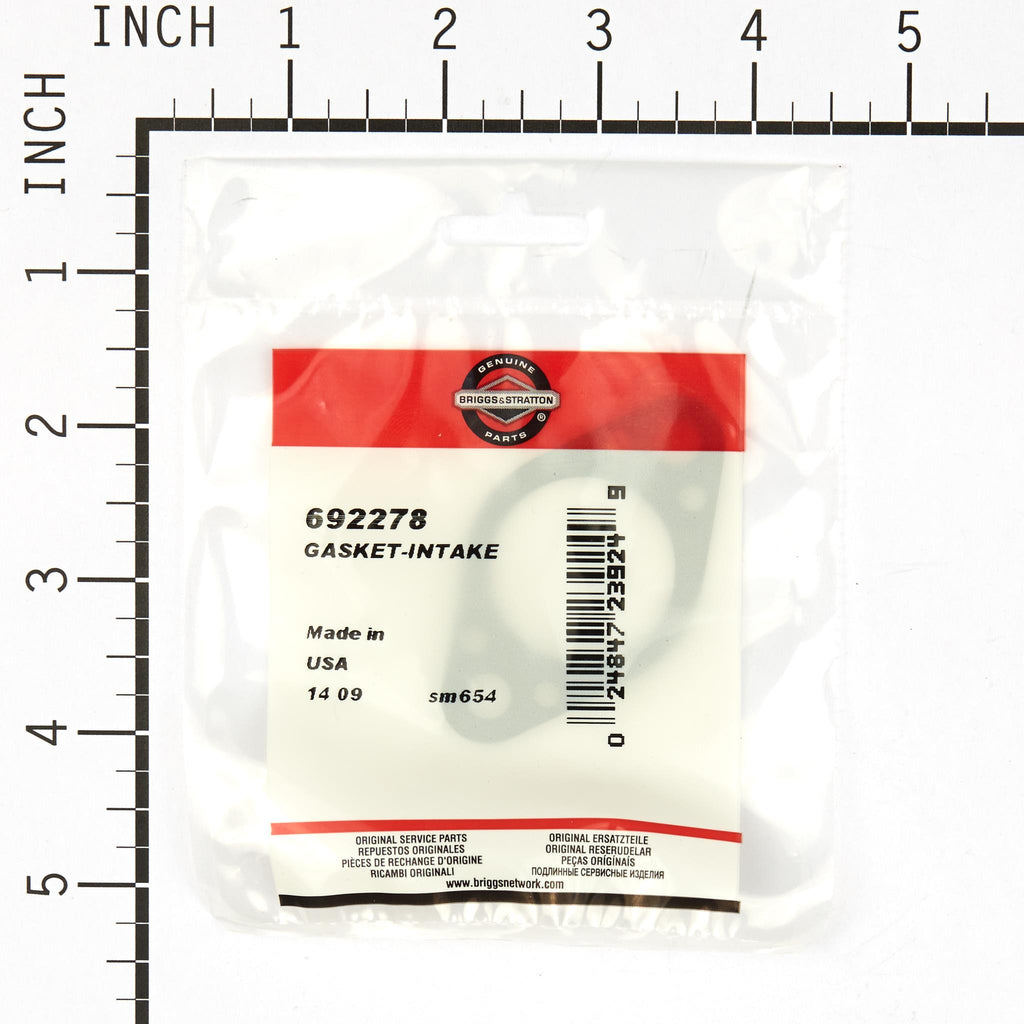 INCH 1 2 3 4 5
INCH
1
2
3
4
5
GENUINE
BRIGGS&STRATTON
®
PARTS
692278
GASKET-INTAKE
Made in
USA
14 09 sm654
0 24847 23924 9
ORIGINAL SERVICE PARTS
REPUESTOS ORIGINALES
PIÈCES DE RECHANGE D'ORIGINE
RICAMBI ORIGINALI
ORIGINAL ERSATZTEILE
ORIGINAL RESERUDELAR
PEÇAS ORIGÍNAIS
ПОДЛИННЫЕ СЕРВИСНЫЕ ИЗДЕЛИЯ
www.briggsnetwork.com